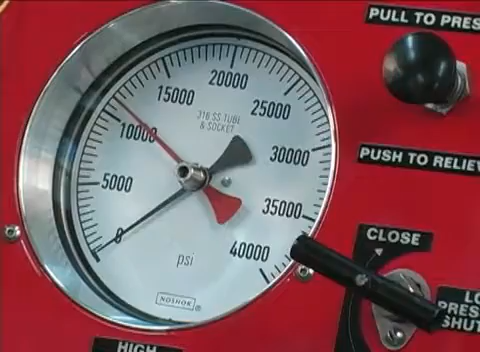 PULL TO PRES
20000
15000
25000
316 SS TUBE
& SOCKET
10000
30000
PUSH TO RELIEV
5000
35000
0
CLOSE
40000
psi
NOSHOK ®
LO
PRES
SHUT
HIGH